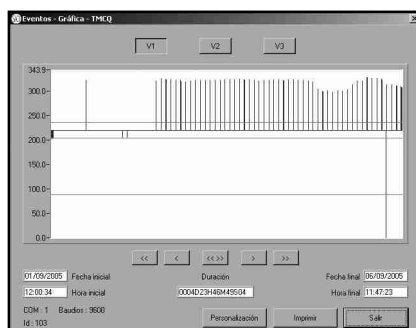 Eventos - Gráfica - TMCQ
V1 V2 V3
343.9
300.0
250.0
200.0
150.0
100.0
50.0
0.0
<< < <<>> > >>
01/09/2005 Fecha inicial Duración Fecha final 06/09/2005
12:00:34 Hora inicial 0004D23H46M49S04 Hora final 11:47:23
COM : 1 Baudios : 9600
Id : 103
Personalización Imprimir Salir